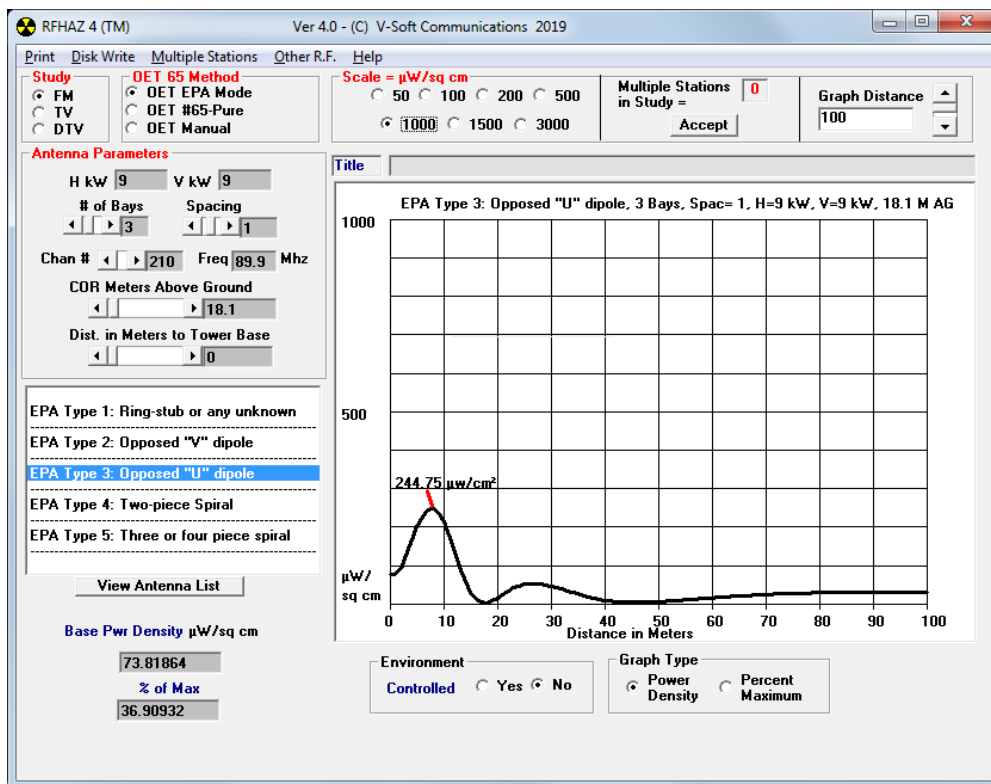 RFHAZ 4 (TM) Ver 4.0 - (C) V-Soft Communications 2019
Print Disk Write Multiple Stations Other R.F. Help
Study
FM
TV
DTV
OET 65 Method
OET EPA Mode
OET #65-Pure
OET Manual
Scale = µW/sq cm
50 100 200 500
1000 1500 3000
Multiple Stations
in Study = 0
Accept
Graph Distance
100
Antenna Parameters
H kW 9 V kW 9
# of Bays Spacing
3 1
Chan # 210 Freq 89.9 Mhz
COR Meters Above Ground
18.1
Dist. in Meters to Tower Base
0
EPA Type 1: Ring-stub or any unknown
EPA Type 2: Opposed "V" dipole
EPA Type 3: Opposed "U" dipole
EPA Type 4: Two-piece Spiral
EPA Type 5: Three or four piece spiral
View Antenna List
Base Pwr Density µW/sq cm
73.81864
% of Max
36.90932
Title
EPA Type 3: Opposed "U" dipole, 3 Bays, Spac= 1, H=9 kW, V=9 kW, 18.1 M AG
1000
500
244.75 µw/cm²
µW/
sq cm
0 10 20 30 40 50 60 70 80 90 100
Distance in Meters
Environment
Controlled Yes No
Graph Type
Power
Density
Percent
Maximum